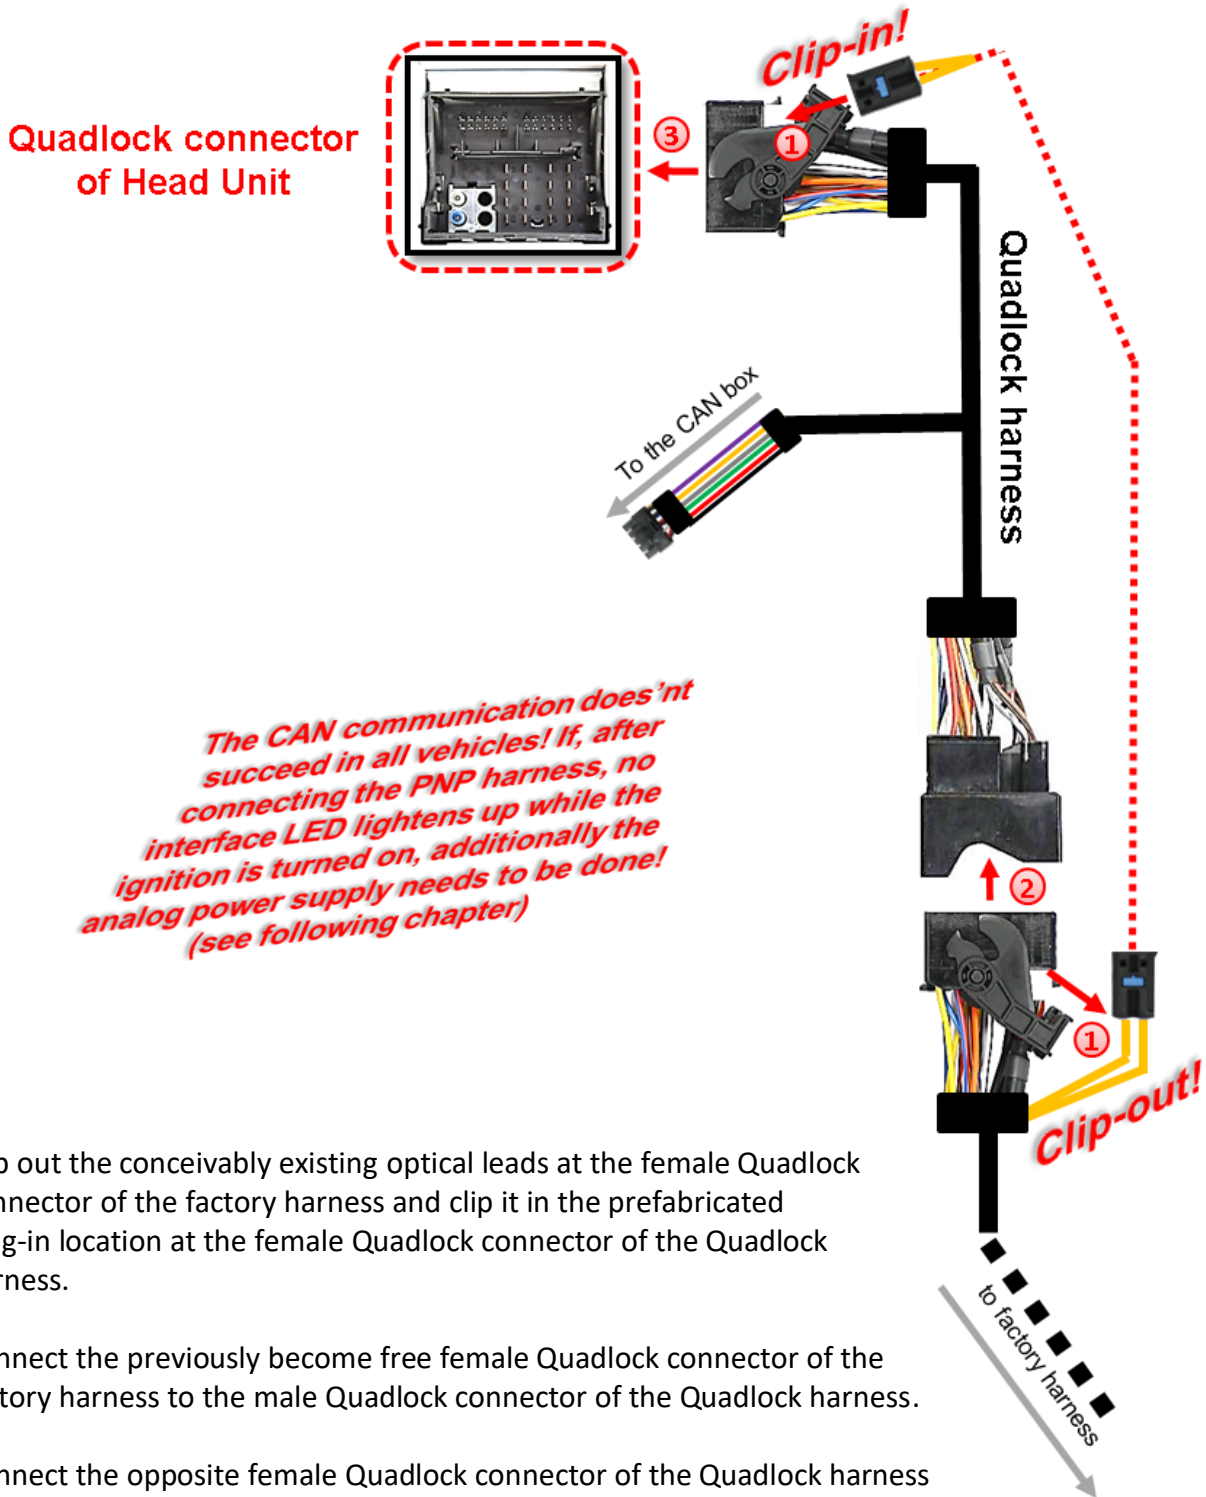 Clip-in!
Quadlock connector
of Head Unit
3
1
Quadlock harness
To the CAN box
The CAN communication does'nt
succeed in all vehicles! If, after
connecting the PNP harness, no
interface LED lightens up while the
ignition is turned on, additionally the
analog power supply needs to be done!
(see following chapter)
2
1
Clip-out!
p out the conceivably existing optical leads at the female Quadlock
nnector of the factory harness and clip it in the prefabricated
g-in location at the female Quadlock connector of the Quadlock
rness.
to factory harness
nnect the previously become free female Quadlock connector of the
tory harness to the male Quadlock connector of the Quadlock harness.
nnect the opposite female Quadlock connector of the Quadlock harness